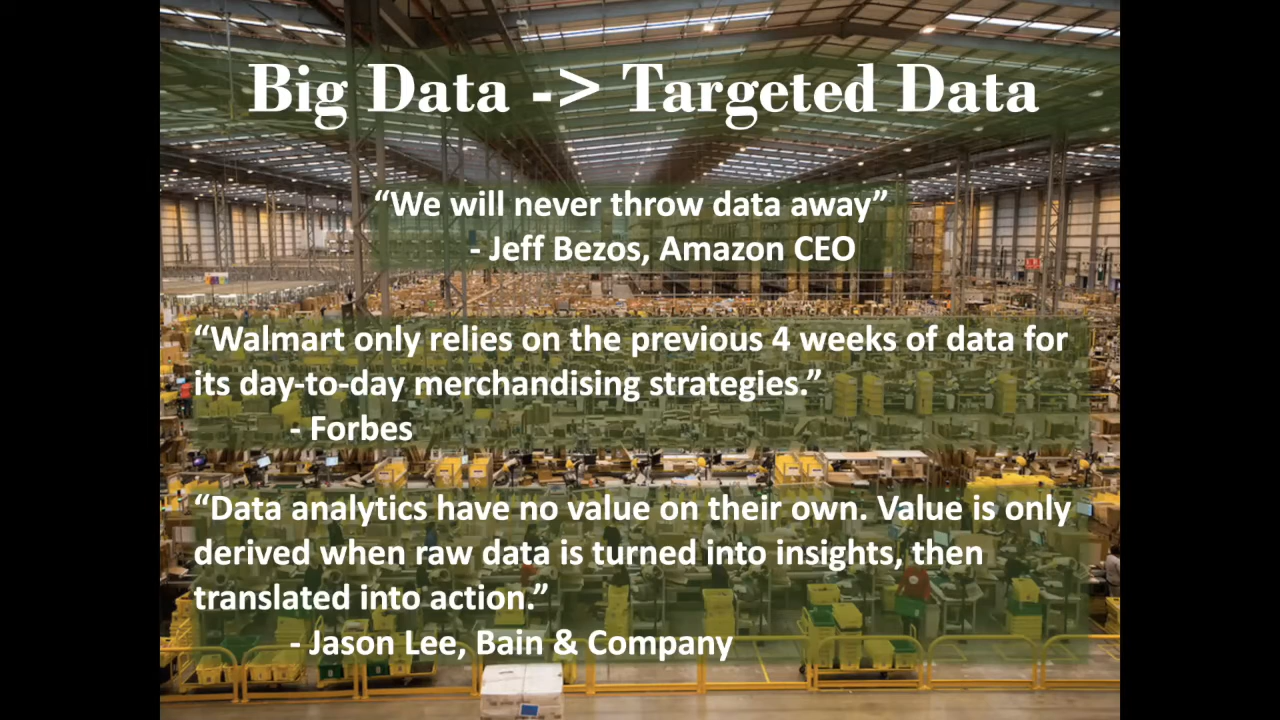 Big Data -> Targeted Data
“We will never throw data away”
- Jeff Bezos, Amazon CEO
“Walmart only relies on the previous 4 weeks of data for
its day-to-day merchandising strategies.”
- Forbes
“Data analytics have no value on their own. Value is only
derived when raw data is turned into insights, then
translated into action.”
- Jason Lee, Bain & Company